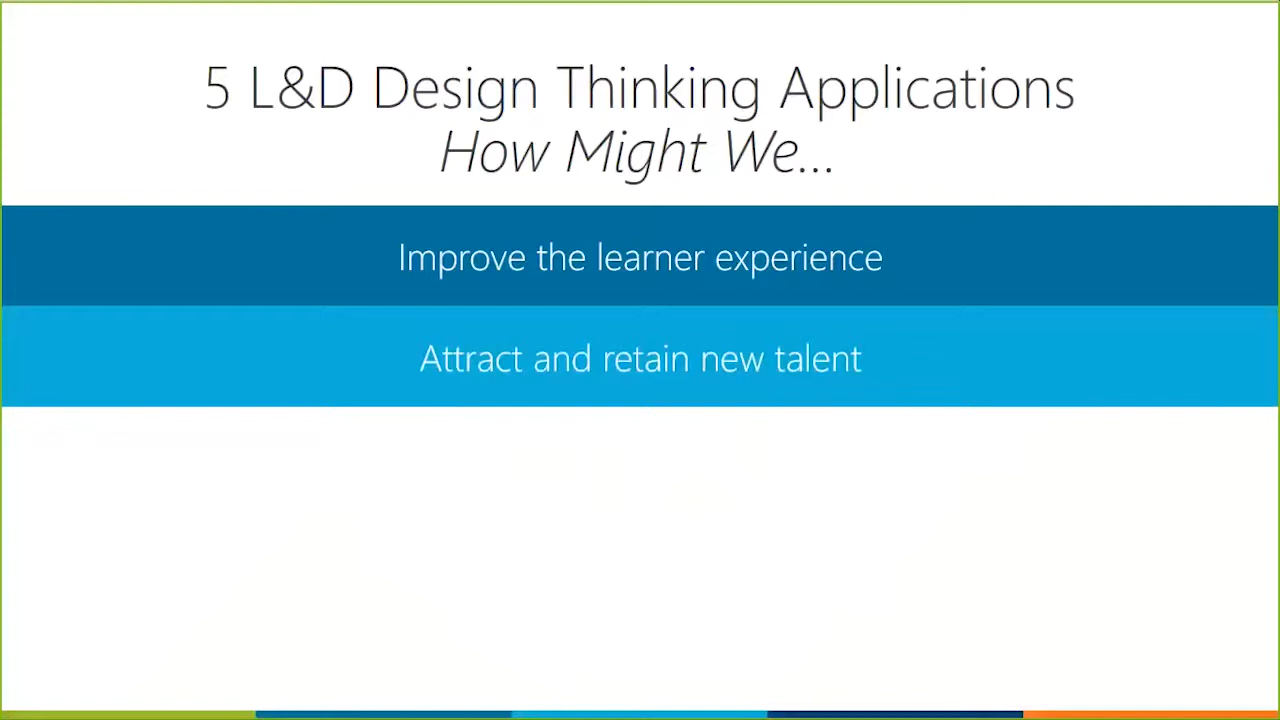 5 L&D Design Thinking Applications
How Might We...
Improve the learner experience
Attract and retain new talent